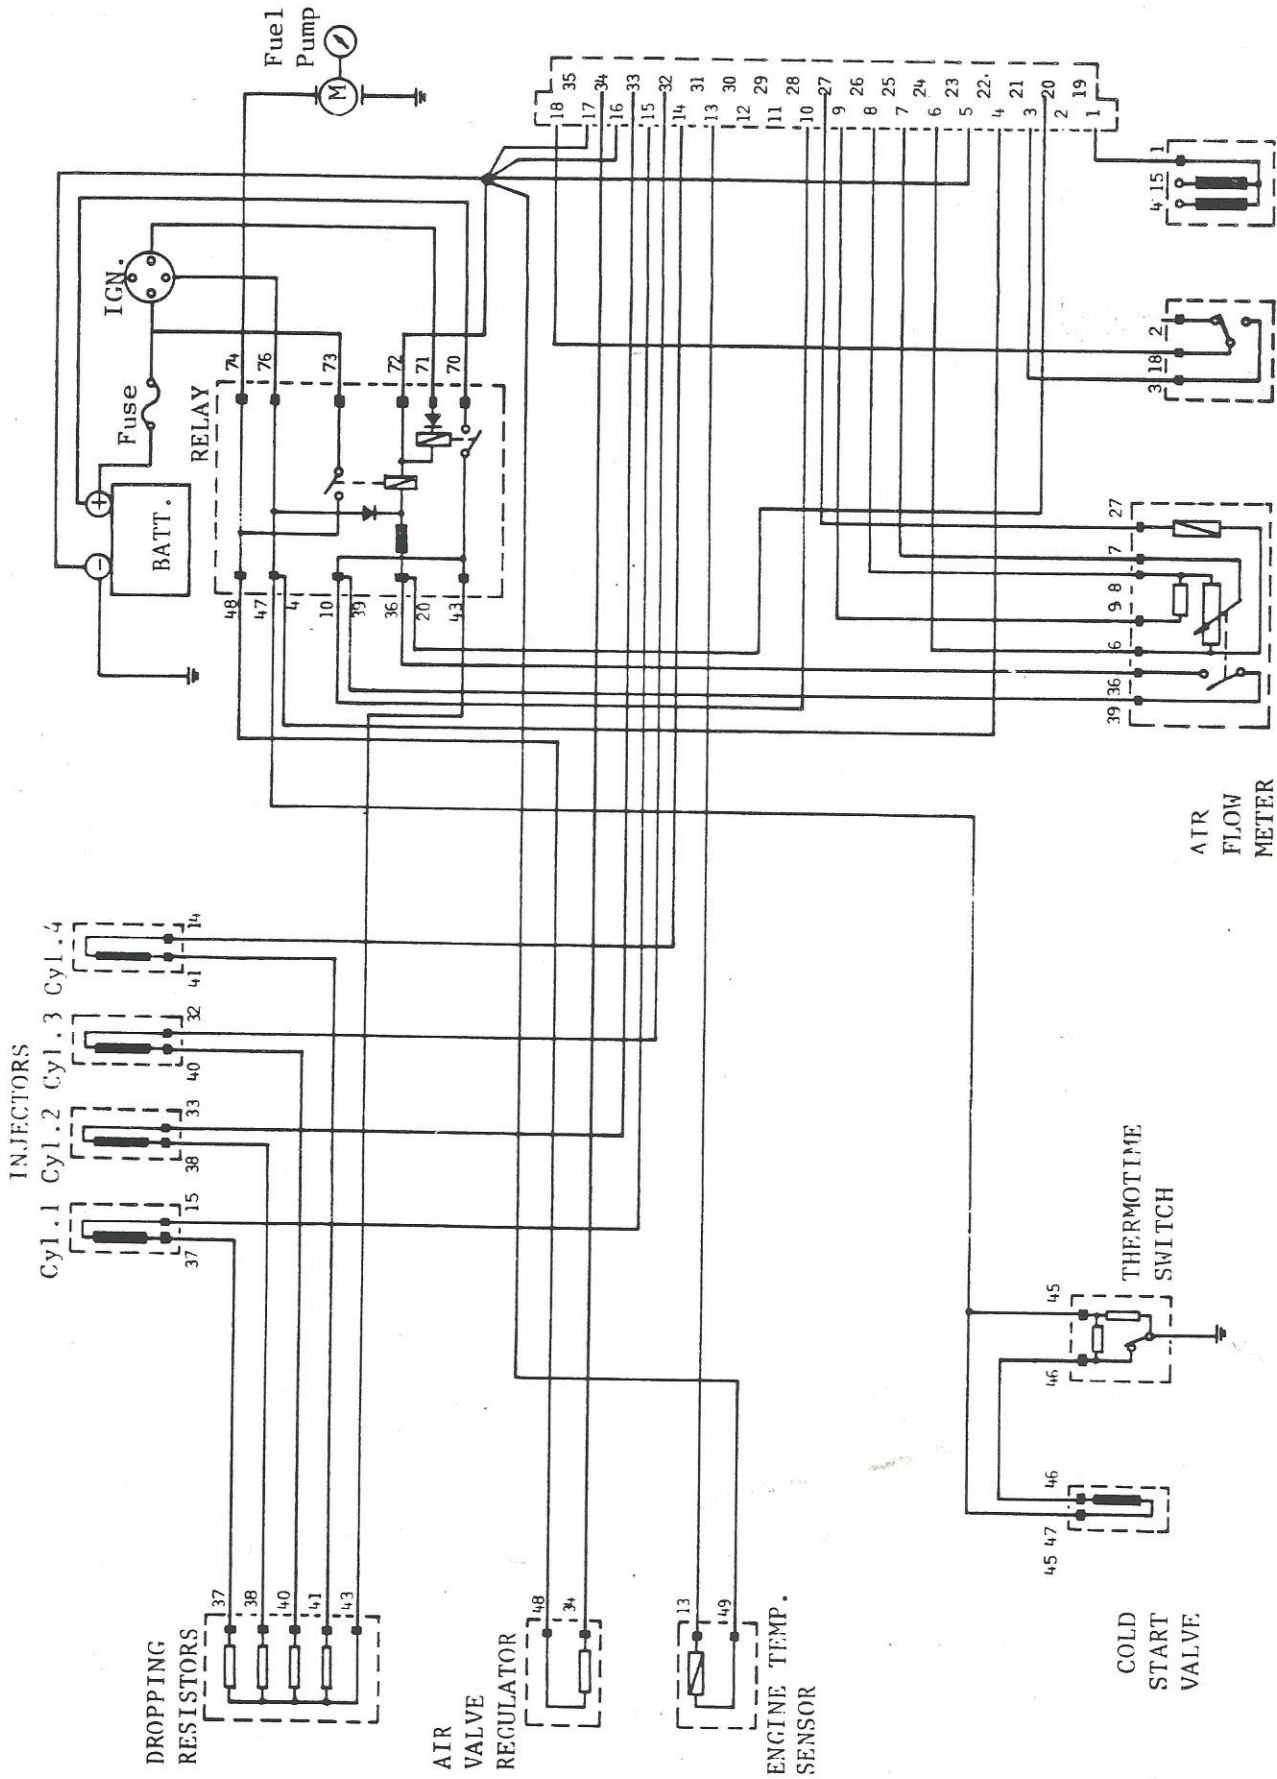 Fuel
Pump
M
IGN.
Fuse
BATT.
+
-
RELAY
74
76
73
72
71
70
48
47
4
10
39
36
20
43
35
34
33
32
31
30
29
28
27
26
25
24
23
22.
21
20
19
18
17
16
15
14
13
12
11
10
9
8
7
6
5
4
3
2
1
4 15 1
3 18 2
39 36 6 9 8 7 27
AIR
FLOW
METER
INJECTORS
Cyl.1 Cyl.2 Cyl.3 Cyl.4
37 15
38 33
40 32
41 14
THERMOTIME
SWITCH
46 45
COLD
START
VALVE
45 47 46
DROPPING
RESISTORS
37
38
40
41
43
AIR
VALVE
REGULATOR
48
34
ENGINE TEMP.
SENSOR
13
49